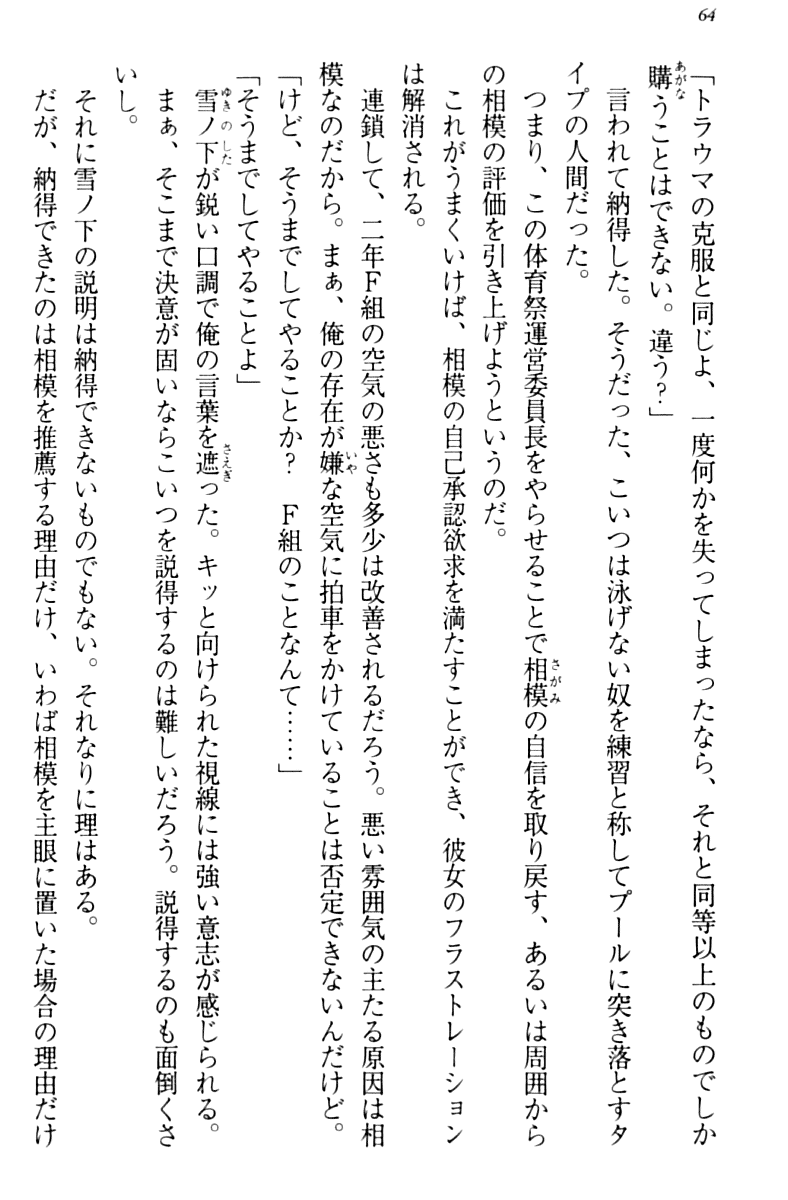 64
「トラウマの克服と同じよ、一度何かを失ってしまったなら、それと同等以上のものでしか
購うことはできない。違う?」
言われて納得した。そうだった、こいつは泳げない奴を練習と称してプールに突き落とすタ
イプの人間だった。
つまり、この体育祭運営委員長をやらせることで相模の自信を取り戻す、あるいは周囲から
の相模の評価を引き上げようというのだ。
これがうまくいけば、相模の自己承認欲求を満たすことができ、彼女のフラストレーション
は解消される。
連鎖して、二年F組の空気の悪さも多少は改善されるだろう。悪い雰囲気の主たる原因は相
模なのだから。まぁ、俺の存在が嫌な空気に拍車をかけていることは否定できないんだけど。
「けど、そうまでしてやることか? F組のことなんて……」
「そうまでしてやることよ」
雪ノ下が鋭い口調で俺の言葉を遮った。キッと向けられた視線には強い意志が感じられる。
まぁ、そこまで決意が固いならこいつを説得するのは難しいだろう。説得するのも面倒くさ
いし。
それに雪ノ下の説明は納得できないものでもない。それなりに理はある。
だが、納得できたのは相模を推薦する理由だけ、いわば相模を主眼に置いた場合の理由だけ